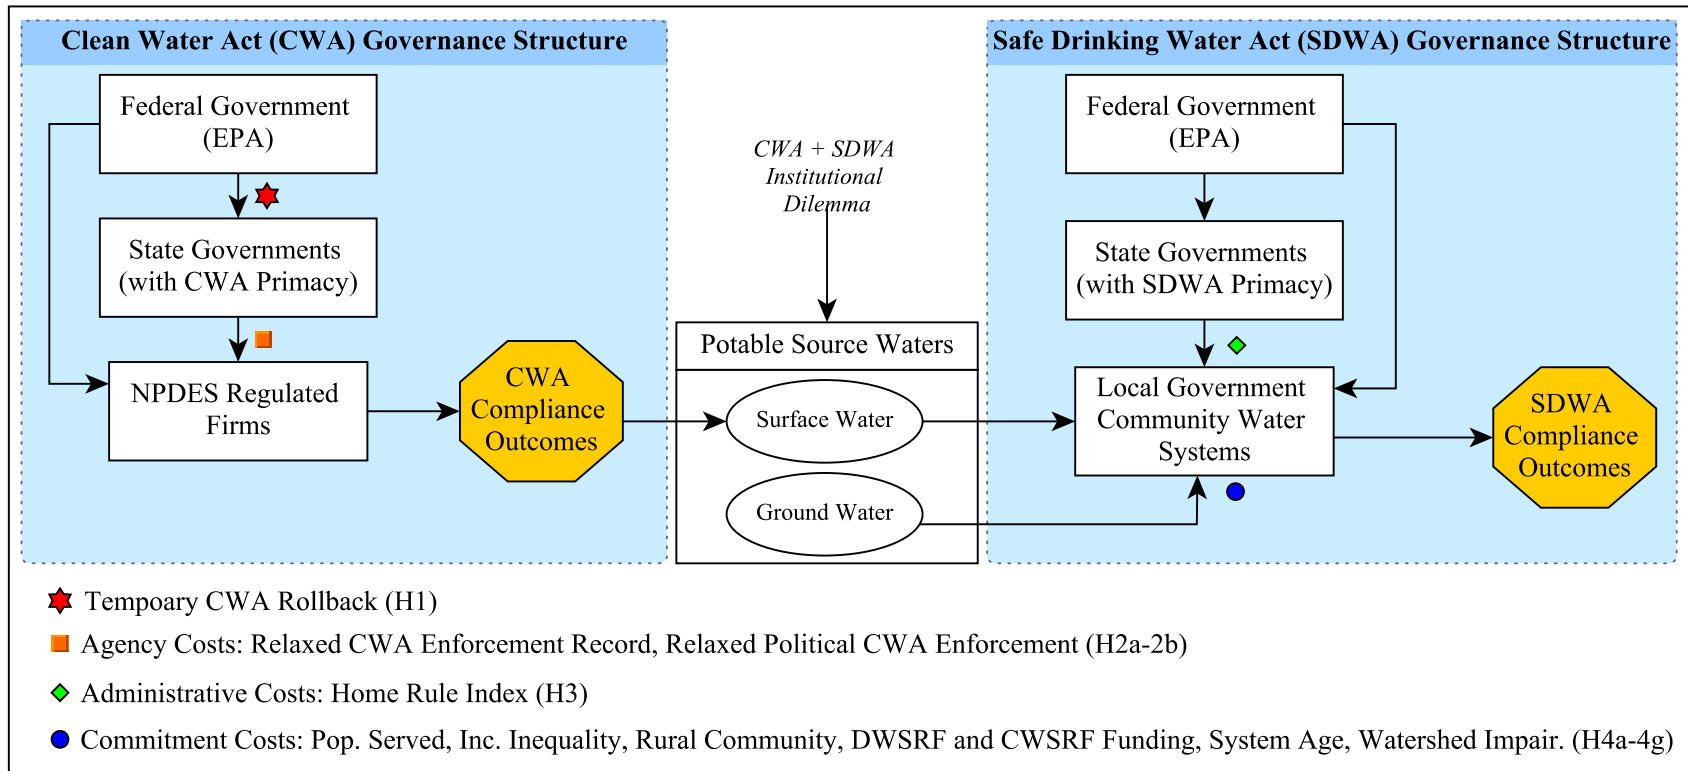 Clean Water Act (CWA) Governance Structure
Federal Government
(EPA)
State Governments
(with CWA Primacy)
NPDES Regulated
Firms
CWA
Compliance
Outcomes
CWA + SDWA
Institutional
Dilemma
Potable Source Waters
Surface Water
Ground Water
Safe Drinking Water Act (SDWA) Governance Structure
Federal Government
(EPA)
State Governments
(with SDWA Primacy)
Local Government
Community Water
Systems
SDWA
Compliance
Outcomes
Tempoary CWA Rollback (H1)
Agency Costs: Relaxed CWA Enforcement Record, Relaxed Political CWA Enforcement (H2a-2b)
Administrative Costs: Home Rule Index (H3)
Commitment Costs: Pop. Served, Inc. Inequality, Rural Community, DWSRF and CWSRF Funding, System Age, Watershed Impair. (H4a-4g)